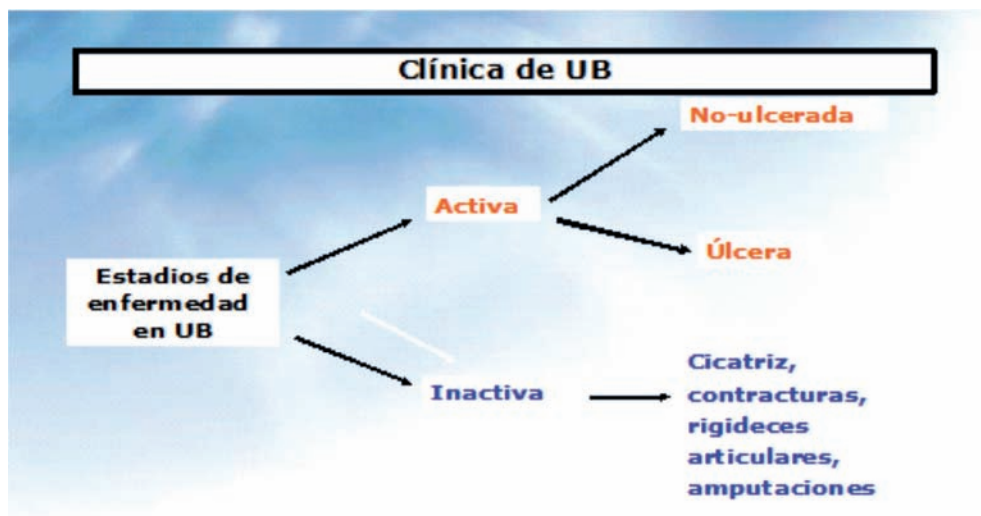 Clínica de UB
No-ulcerada
Activa
Úlcera
Estadios de
enfermedad
en UB
Inactiva
Cicatriz,
contracturas,
rigideces
articulares,
amputaciones